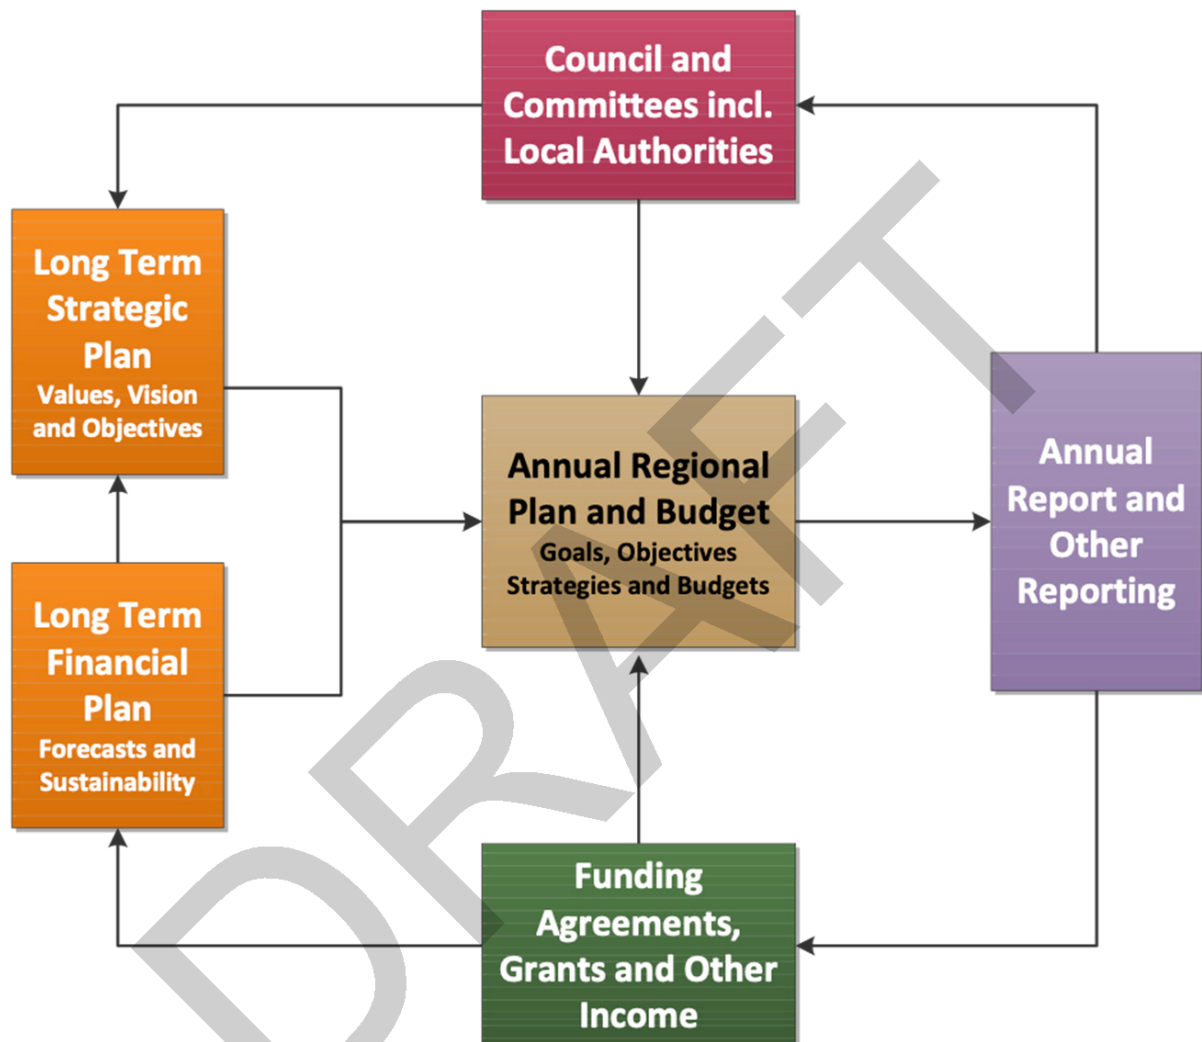 Council and
Committees incl.
Local Authorities
Long Term
Strategic
Plan
Values, Vision
and Objectives
Annual Regional
Plan and Budget
Goals, Objectives
Strategies and Budgets
Annual
Report and
Other
Reporting
Long Term
Financial
Plan
Forecasts and
Sustainability
Funding
Agreements,
Grants and Other
Income
DRAFT